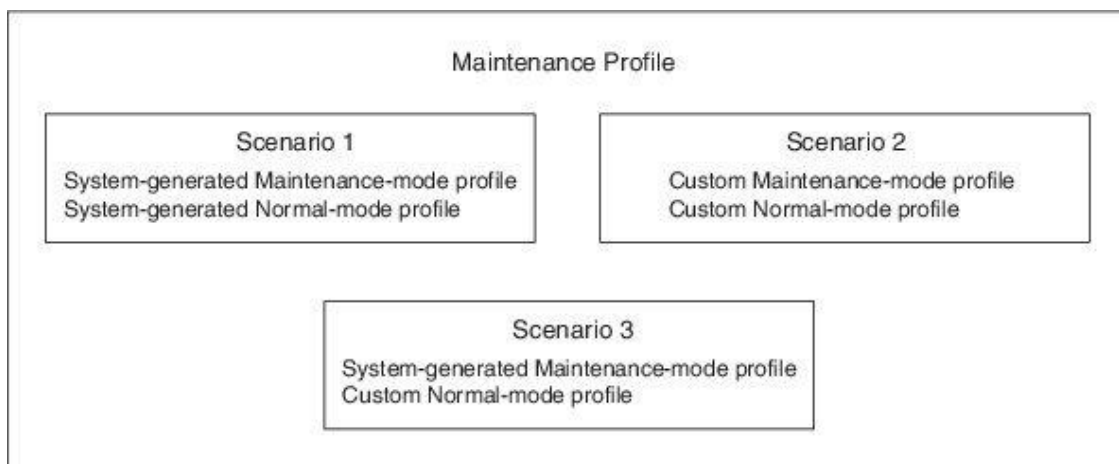 Maintenance Profile
Scenario 1
System-generated Maintenance-mode profile
System-generated Normal-mode profile
Scenario 2
Custom Maintenance-mode profile
Custom Normal-mode profile
Scenario 3
System-generated Maintenance-mode profile
Custom Normal-mode profile